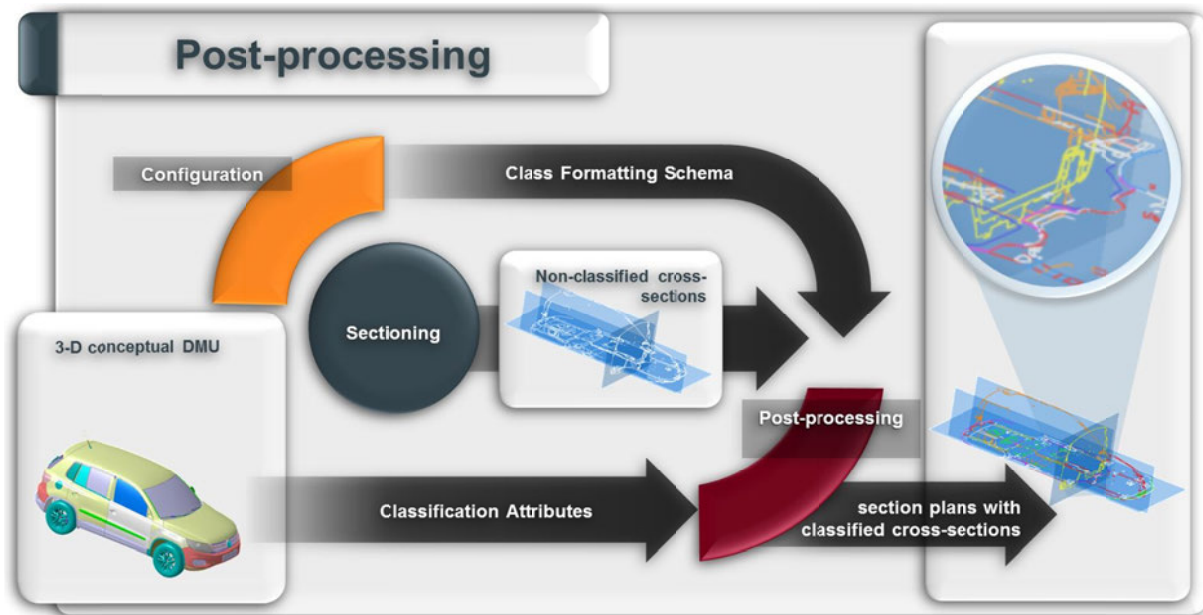 Post-processing
Configuration
Class Formatting Schema
Non-classified cross-
sections
Sectioning
3-D conceptual DMU
Post-processing
Classification Attributes
section plans with
classified cross-sections